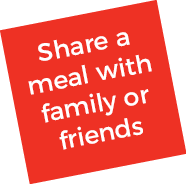 Share a
meal with
family or
friends